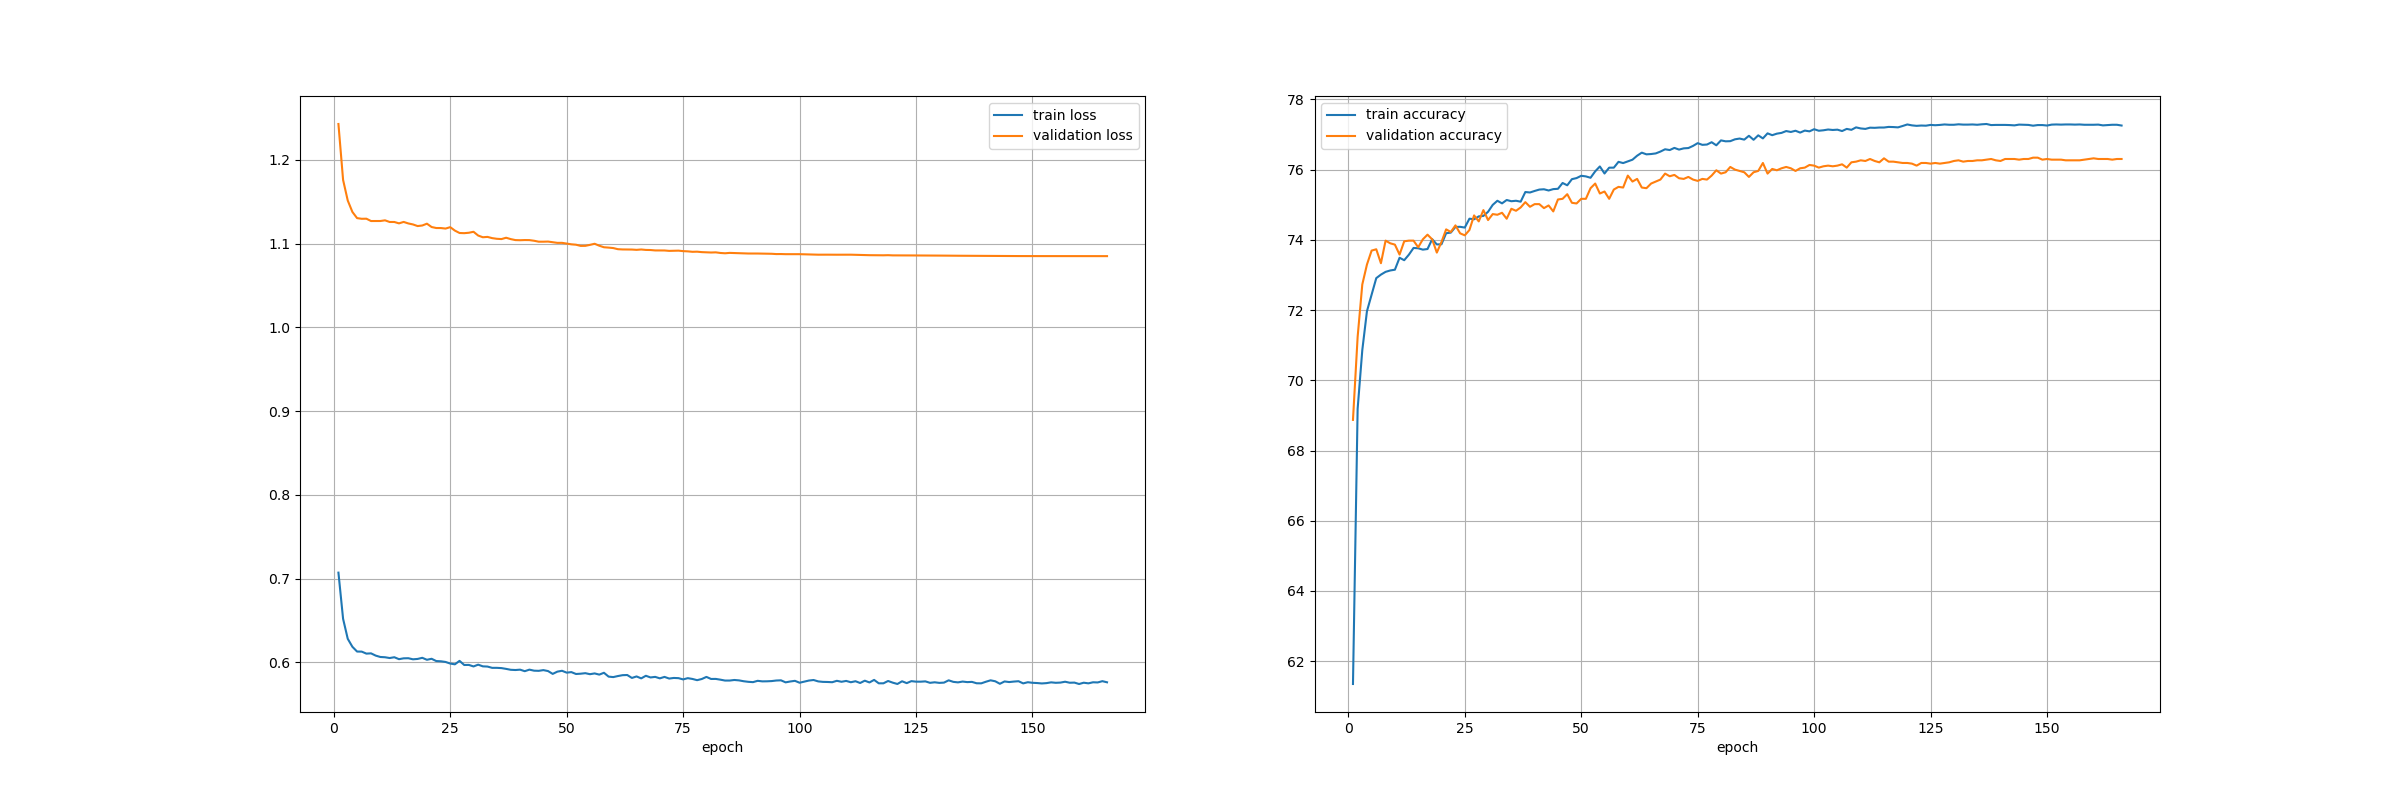 train loss
validation loss
1.2
1.1
1.0
0.9
0.8
0.7
0.6
0 25 50 75 100 125 150
epoch
train accuracy
validation accuracy
78
76
74
72
70
68
66
64
62
0 25 50 75 100 125 150
epoch